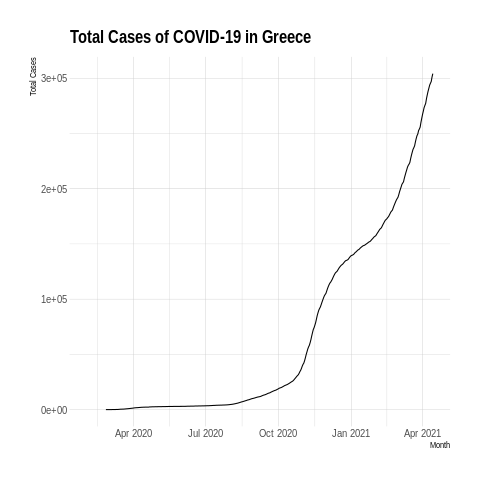 Total Cases of COVID-19 in Greece
Total Cases
3e+05
2e+05
1e+05
0e+00
Apr 2020 Jul 2020 Oct 2020 Jan 2021 Apr 2021
Month